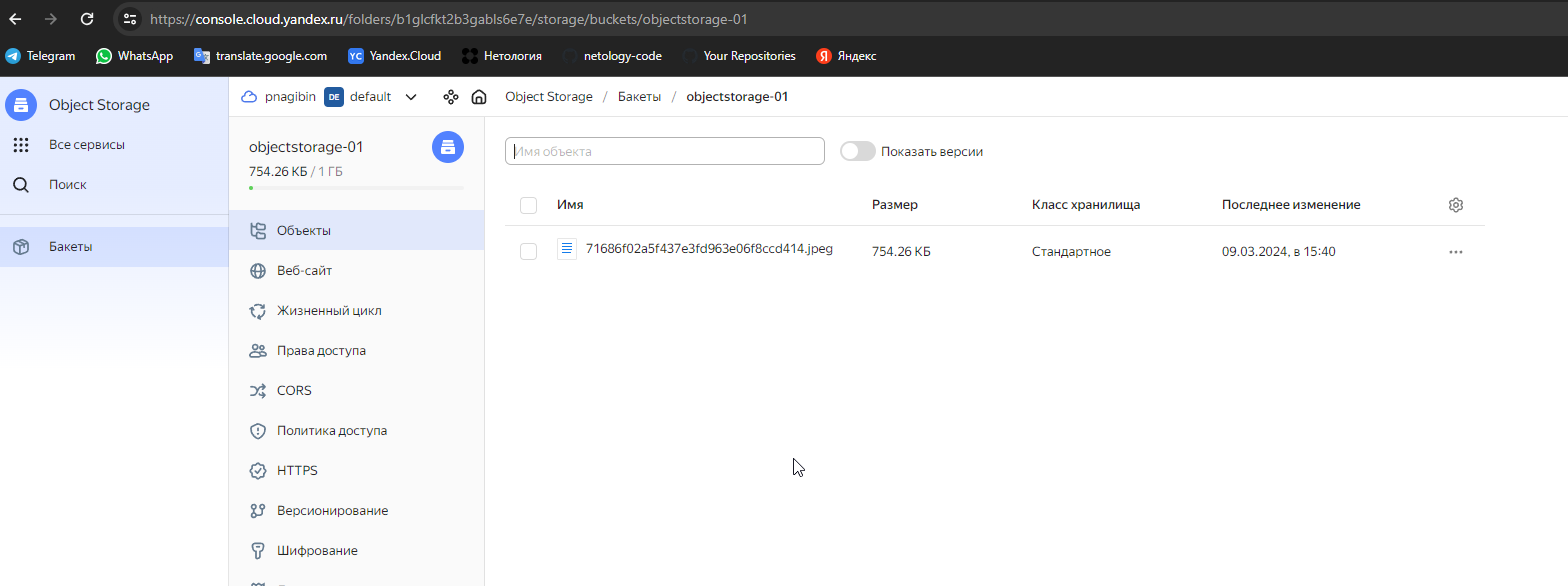 https://console.cloud.yandex.ru/folders/b1glcfkt2b3gabls6e7e/storage/buckets/objectstorage-01
Telegram WhatsApp translate.google.com YC Yandex.Cloud Нетология netology-code Your Repositories Я Яндекс
Object Storage
Все сервисы
Поиск
Бакеты
pnagibin DE default Object Storage / Бакеты / objectstorage-01
objectstorage-01
754.26 КБ / 1 ГБ
Объекты
Веб-сайт
Жизненный цикл
Права доступа
CORS
Политика доступа
HTTPS
Версионирование
Шифрование
Имя объекта Показать версии
Имя Размер Класс хранилища Последнее изменение
71686f02a5f437e3fd963e06f8ccd414.jpeg 754.26 КБ Стандартное 09.03.2024, в 15:40